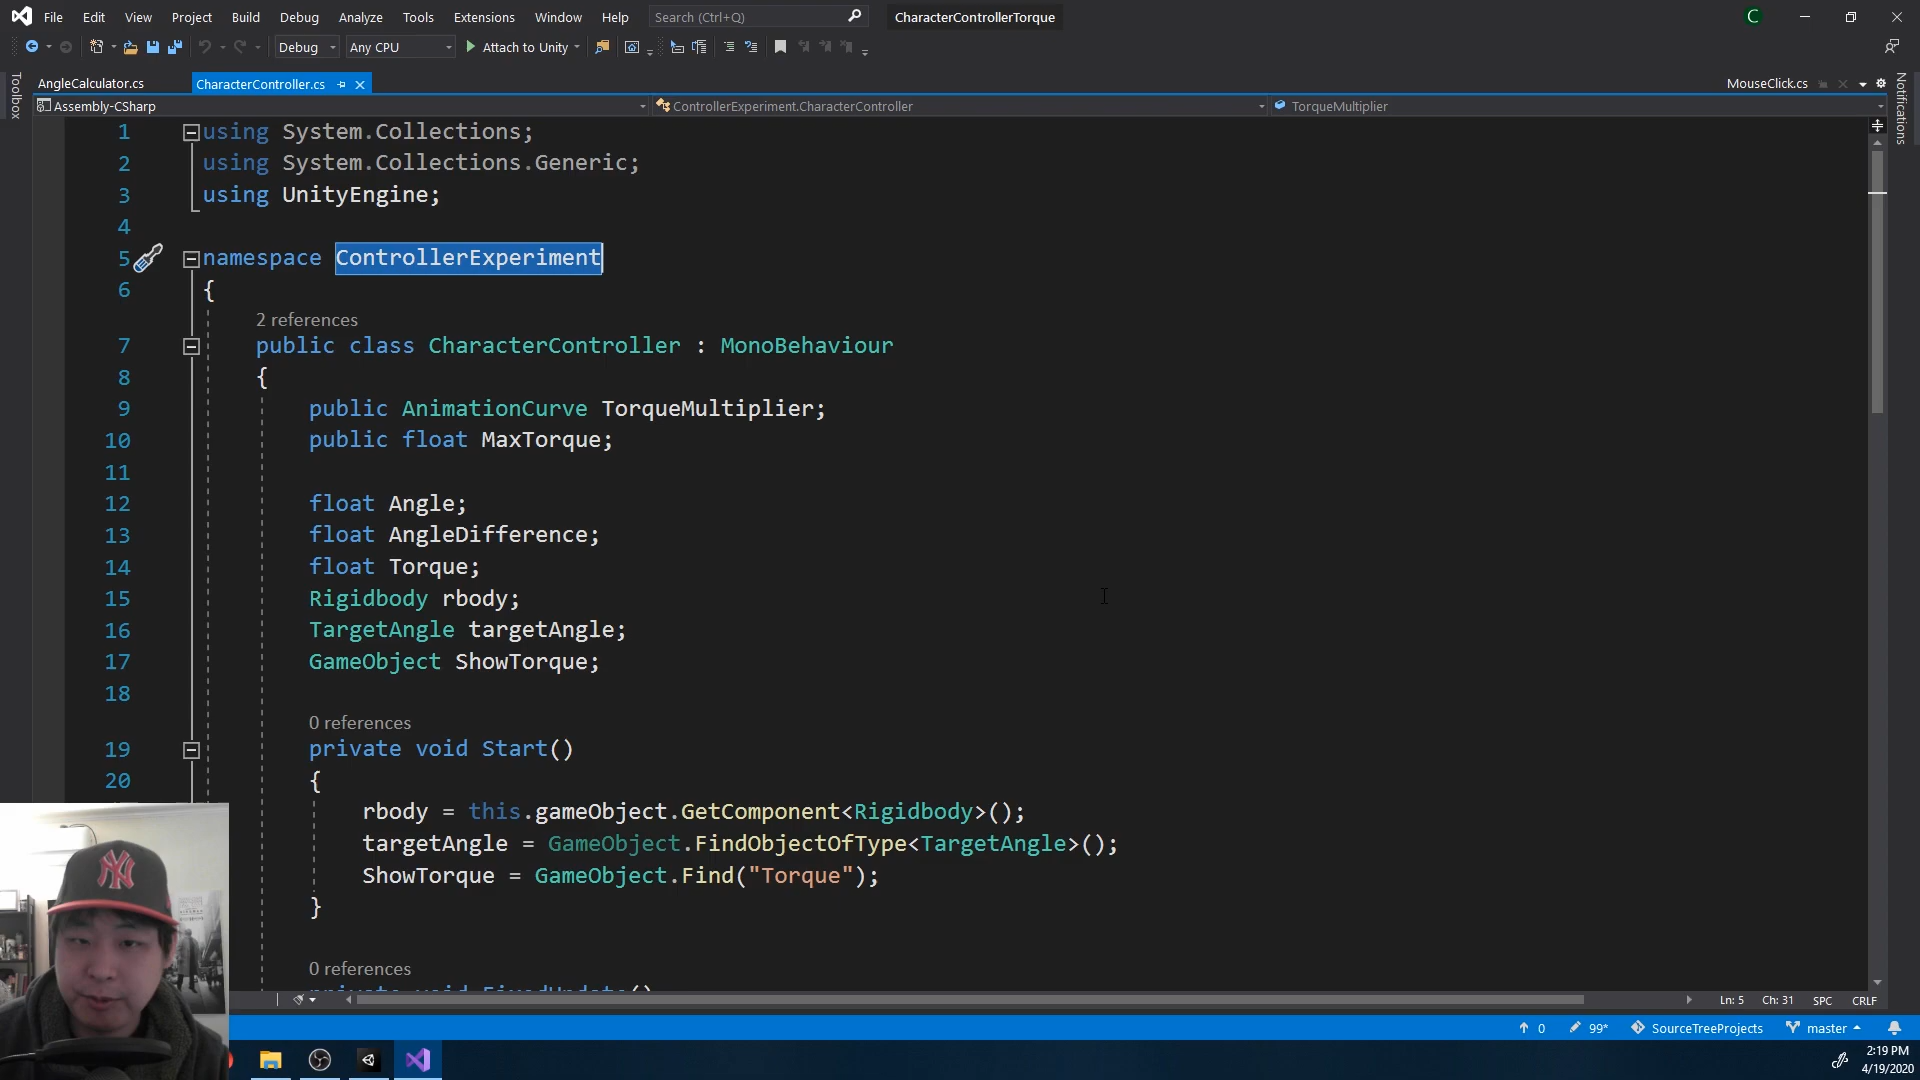 File Edit View Project Build Debug Analyze Tools Extensions Window Help Search (Ctrl+Q) CharacterControllerTorque C
Debug Any CPU Attach to Unity
AngleCalculator.cs CharacterController.cs MouseClick.cs
Assembly-CSharp ControllerExperiment.CharacterController TorqueMultiplier
Toolbox
Notifications
1 using System.Collections;
2 using System.Collections.Generic;
3 using UnityEngine;
4
5 namespace ControllerExperiment
6 {
2 references
7 public class CharacterController : MonoBehaviour
8 {
9 public AnimationCurve TorqueMultiplier;
10 public float MaxTorque;
11
12 float Angle;
13 float AngleDifference;
14 float Torque;
15 Rigidbody rbody;
16 TargetAngle targetAngle;
17 GameObject ShowTorque;
18
0 references
19 private void Start()
20 {
rbody = this.gameObject.GetComponent<Rigidbody>();
targetAngle = GameObject.FindObjectOfType<TargetAngle>();
ShowTorque = GameObject.Find("Torque");
}
0 references
private void FixedUpdate()
Ln: 5 Ch: 31 SPC CRLF
0 99* SourceTreeProjects master
2:19 PM
4/19/2020